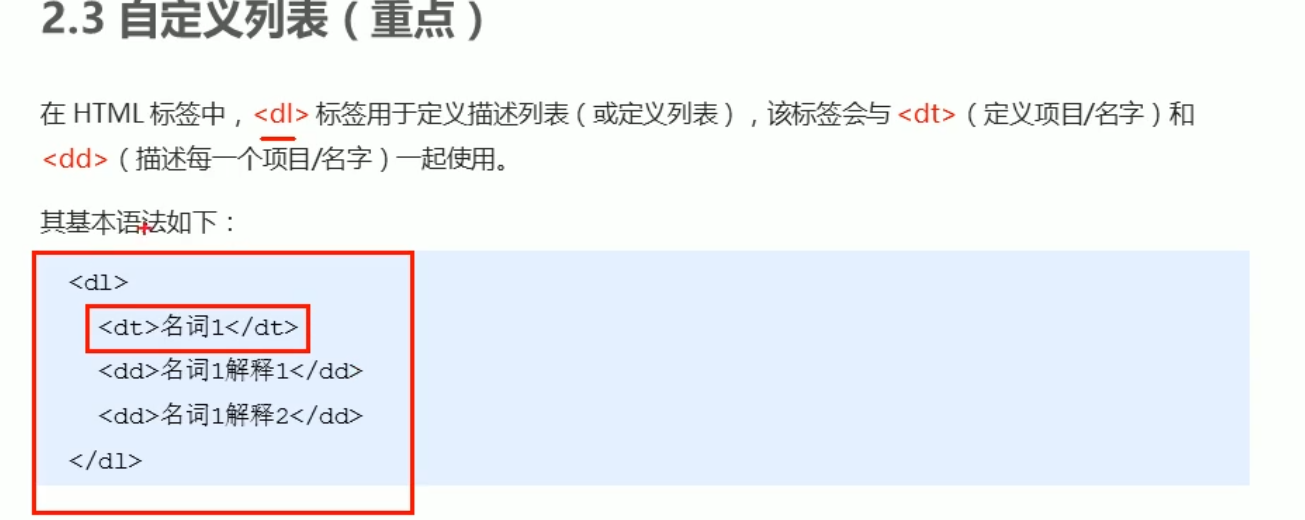 2.3 自定义列表（重点）
在 HTML 标签中，<dl> 标签用于定义描述列表（或定义列表），该标签会与 <dt>（定义项目/名字）和
<dd>（描述每一个项目/名字）一起使用。
其基本语法如下：
<dl>
<dt>名词1</dt>
<dd>名词1解释1</dd>
<dd>名词1解释2</dd>
</dl>